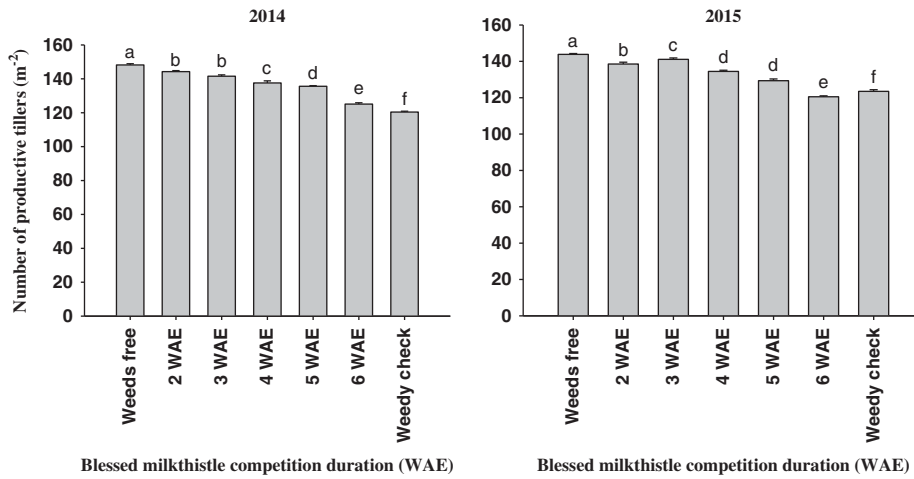 2014
Number of productive tillers (m-2)
160
140
120
100
80
60
40
20
0
a
b
b
c
d
e
f
Weeds free
2 WAE
3 WAE
4 WAE
5 WAE
6 WAE
Weedy check
Blessed milkthistle competition duration (WAE)
2015
160
140
120
100
80
60
40
20
0
a
b
c
d
d
e
f
Weeds free
2 WAE
3 WAE
4 WAE
5 WAE
6 WAE
Weedy check
Blessed milkthistle competition duration (WAE)